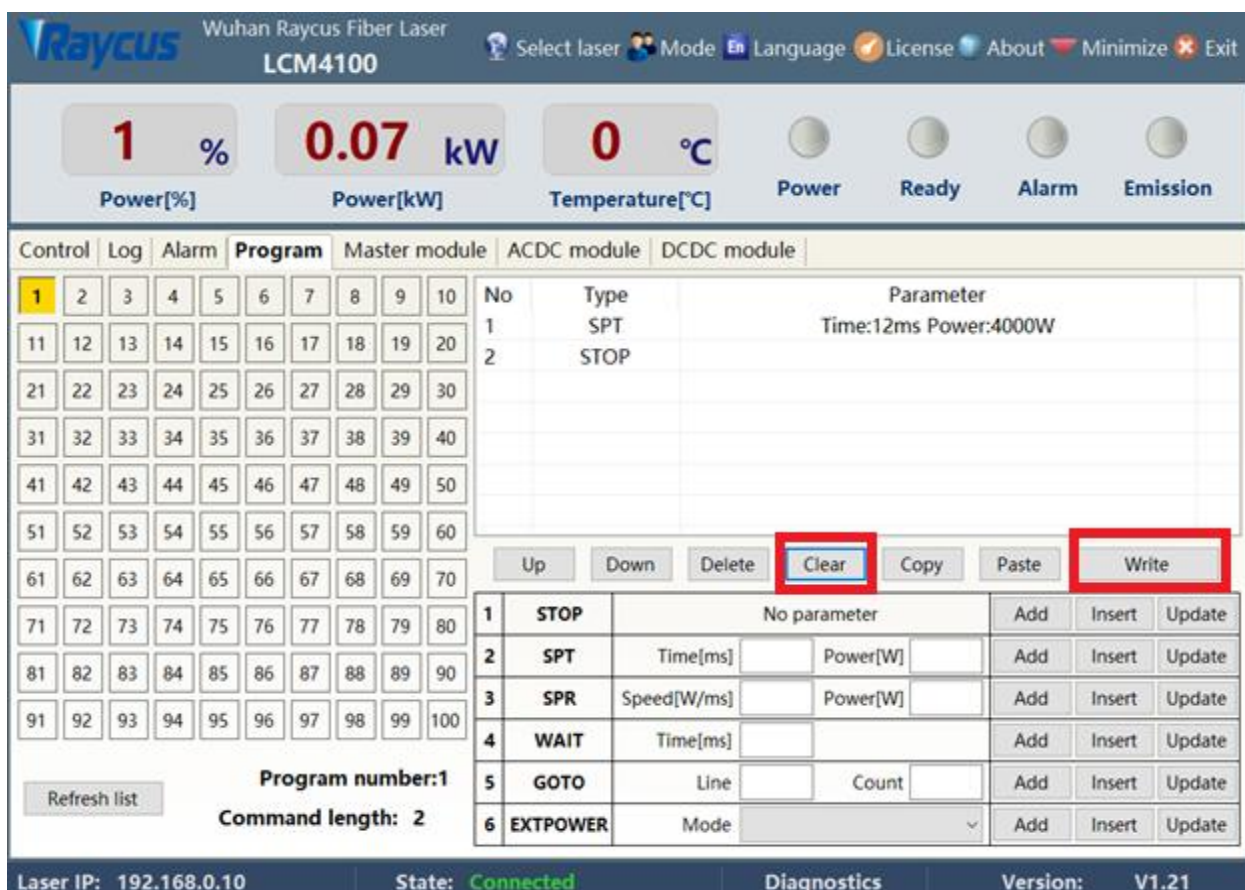 Raycus
Wuhan Raycus Fiber Laser
LCM4100
Select laser Mode En Language License About Minimize Exit
1 % 0.07 kW 0 ℃
Power[%] Power[kW] Temperature[℃] Power Ready Alarm Emission
Control Log Alarm Program Master module ACDC module DCDC module
1 2 3 4 5 6 7 8 9 10
11 12 13 14 15 16 17 18 19 20
21 22 23 24 25 26 27 28 29 30
31 32 33 34 35 36 37 38 39 40
41 42 43 44 45 46 47 48 49 50
51 52 53 54 55 56 57 58 59 60
61 62 63 64 65 66 67 68 69 70
71 72 73 74 75 76 77 78 79 80
81 82 83 84 85 86 87 88 89 90
91 92 93 94 95 96 97 98 99 100
Refresh list
Program number:1
Command length: 2
No Type Parameter
1 SPT Time:12ms Power:4000W
2 STOP
Up Down Delete Clear Copy Paste Write
1 STOP No parameter Add Insert Update
2 SPT Time[ms] Power[W] Add Insert Update
3 SPR Speed[W/ms] Power[W] Add Insert Update
4 WAIT Time[ms] Add Insert Update
5 GOTO Line Count Add Insert Update
6 EXTPOWER Mode Add Insert Update
Laser IP: 192.168.0.10 State: Connected Diagnostics Version: V1.21